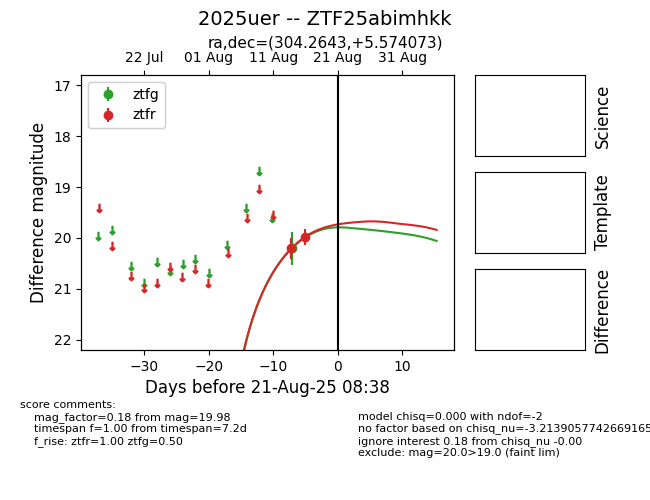 2025uer -- ZTF25abimhkk
ra,dec=(304.2643,+5.574073)
22 Jul 01 Aug 11 Aug 21 Aug 31 Aug
ztfg
ztfr
17
18
19
20
21
22
Difference magnitude
−30 −20 −10 0 10
Days before 21-Aug-25 08:38
Science
Template
Difference
score comments:
mag_factor=0.18 from mag=19.98
timespan f=1.00 from timespan=7.2d
f_rise: ztfr=1.00 ztfg=0.50
model chisq=0.000 with ndof=-2
no factor based on chisq_nu=-3.2139057742669165
ignore interest 0.18 from chisq_nu -0.00
exclude: mag=20.0>19.0 (faint lim)